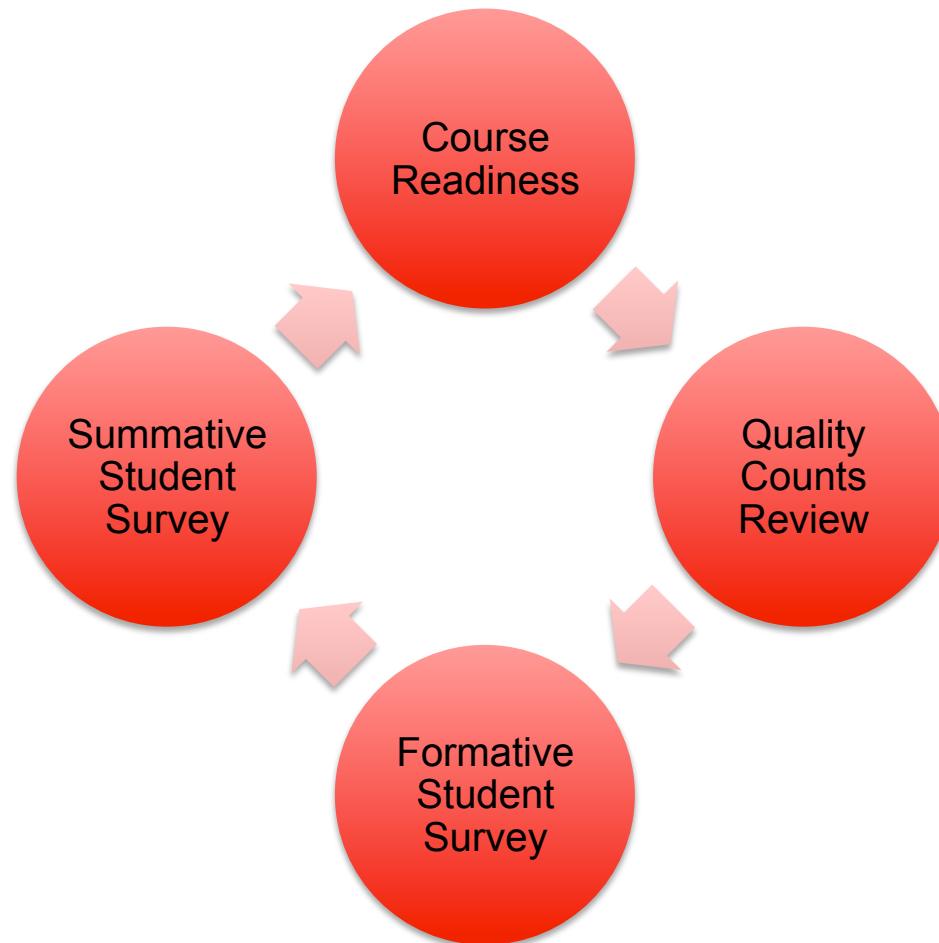 Course
Readiness
Quality
Counts
Review
Formative
Student
Survey
Summative
Student
Survey